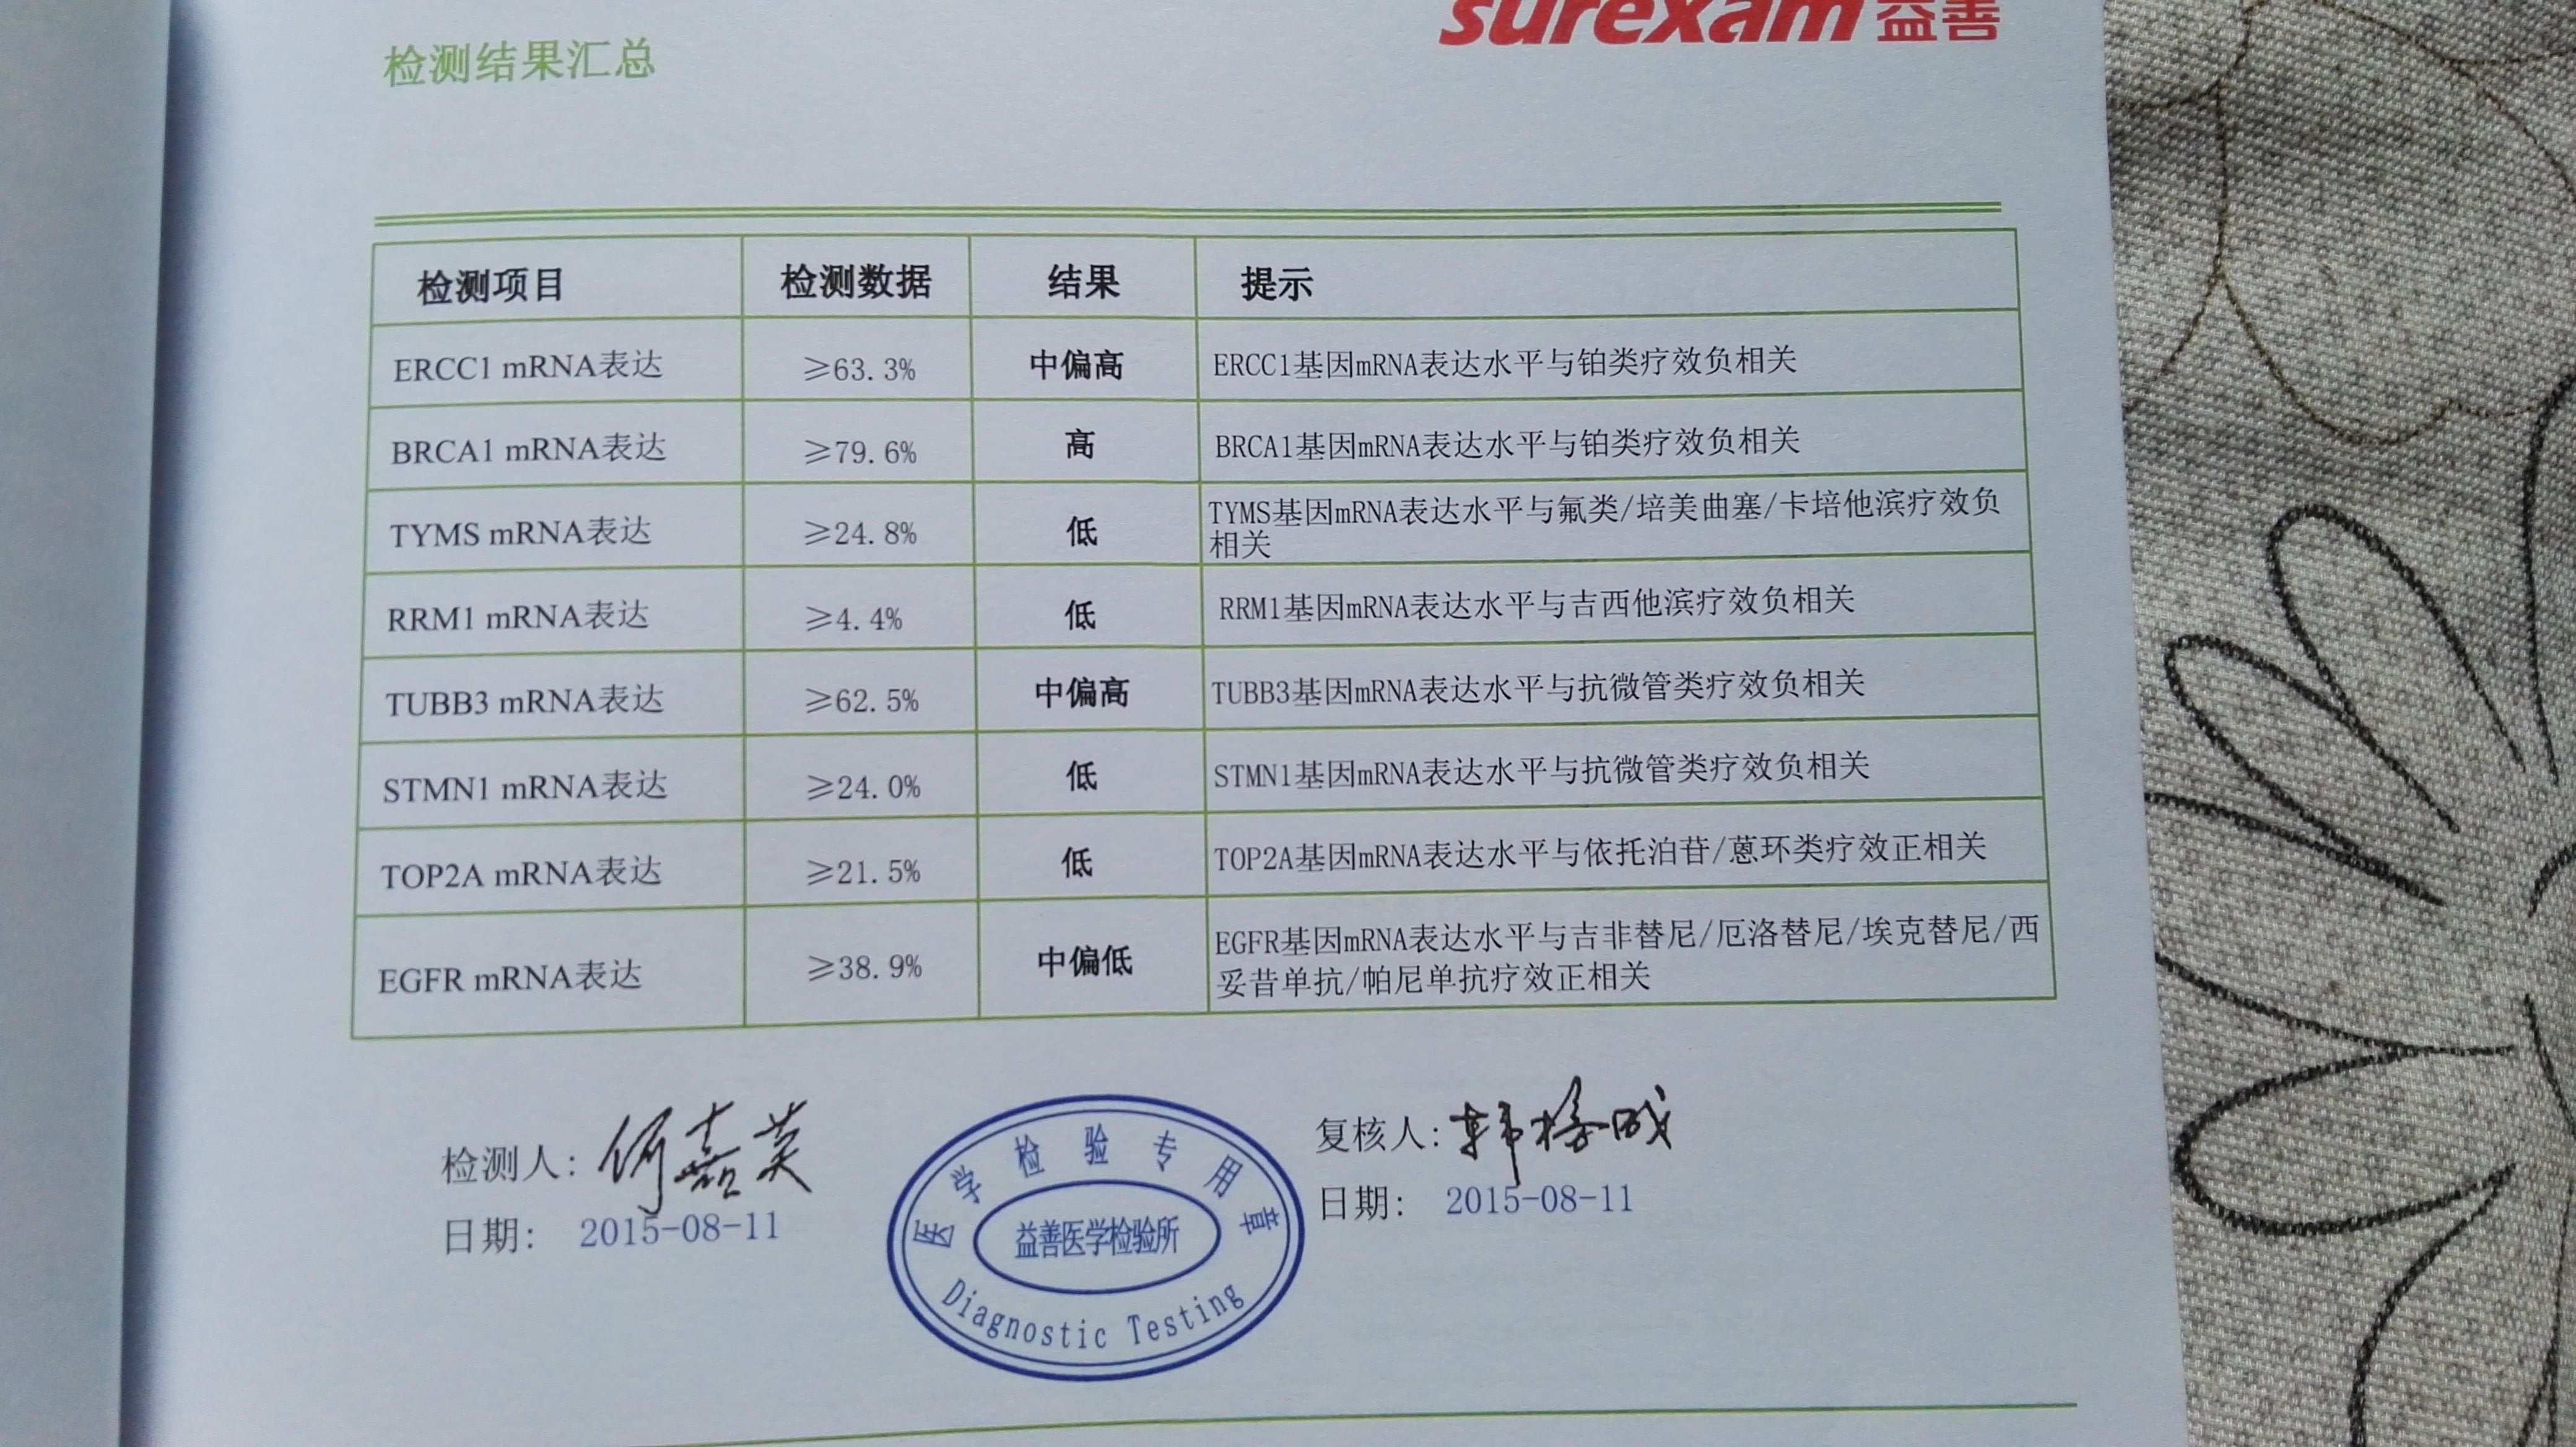 surexam 益善
检测结果汇总
检测项目 检测数据 结果 提示
ERCC1 mRNA表达 ≥63.3% 中偏高 ERCC1基因mRNA表达水平与铂类疗效负相关
BRCA1 mRNA表达 ≥79.6% 高 BRCA1基因mRNA表达水平与铂类疗效负相关
TYMS mRNA表达 ≥24.8% 低 TYMS基因mRNA表达水平与氟类/培美曲塞/卡培他滨疗效负
相关
RRM1 mRNA表达 ≥4.4% 低 RRM1基因mRNA表达水平与吉西他滨疗效负相关
TUBB3 mRNA表达 ≥62.5% 中偏高 TUBB3基因mRNA表达水平与抗微管类疗效负相关
STMN1 mRNA表达 ≥24.0% 低 STMN1基因mRNA表达水平与抗微管类疗效负相关
TOP2A mRNA表达 ≥21.5% 低 TOP2A基因mRNA表达水平与依托泊苷/蒽环类疗效正相关
EGFR mRNA表达 ≥38.9% 中偏低 EGFR基因mRNA表达水平与吉非替尼/厄洛替尼/埃克替尼/西
妥昔单抗/帕尼单抗疗效正相关
检测人: 何嘉英
日期: 2015-08-11
医学检验专用章
益善医学检验所
Diagnostic Testing
复核人:
日期: 2015-08-11